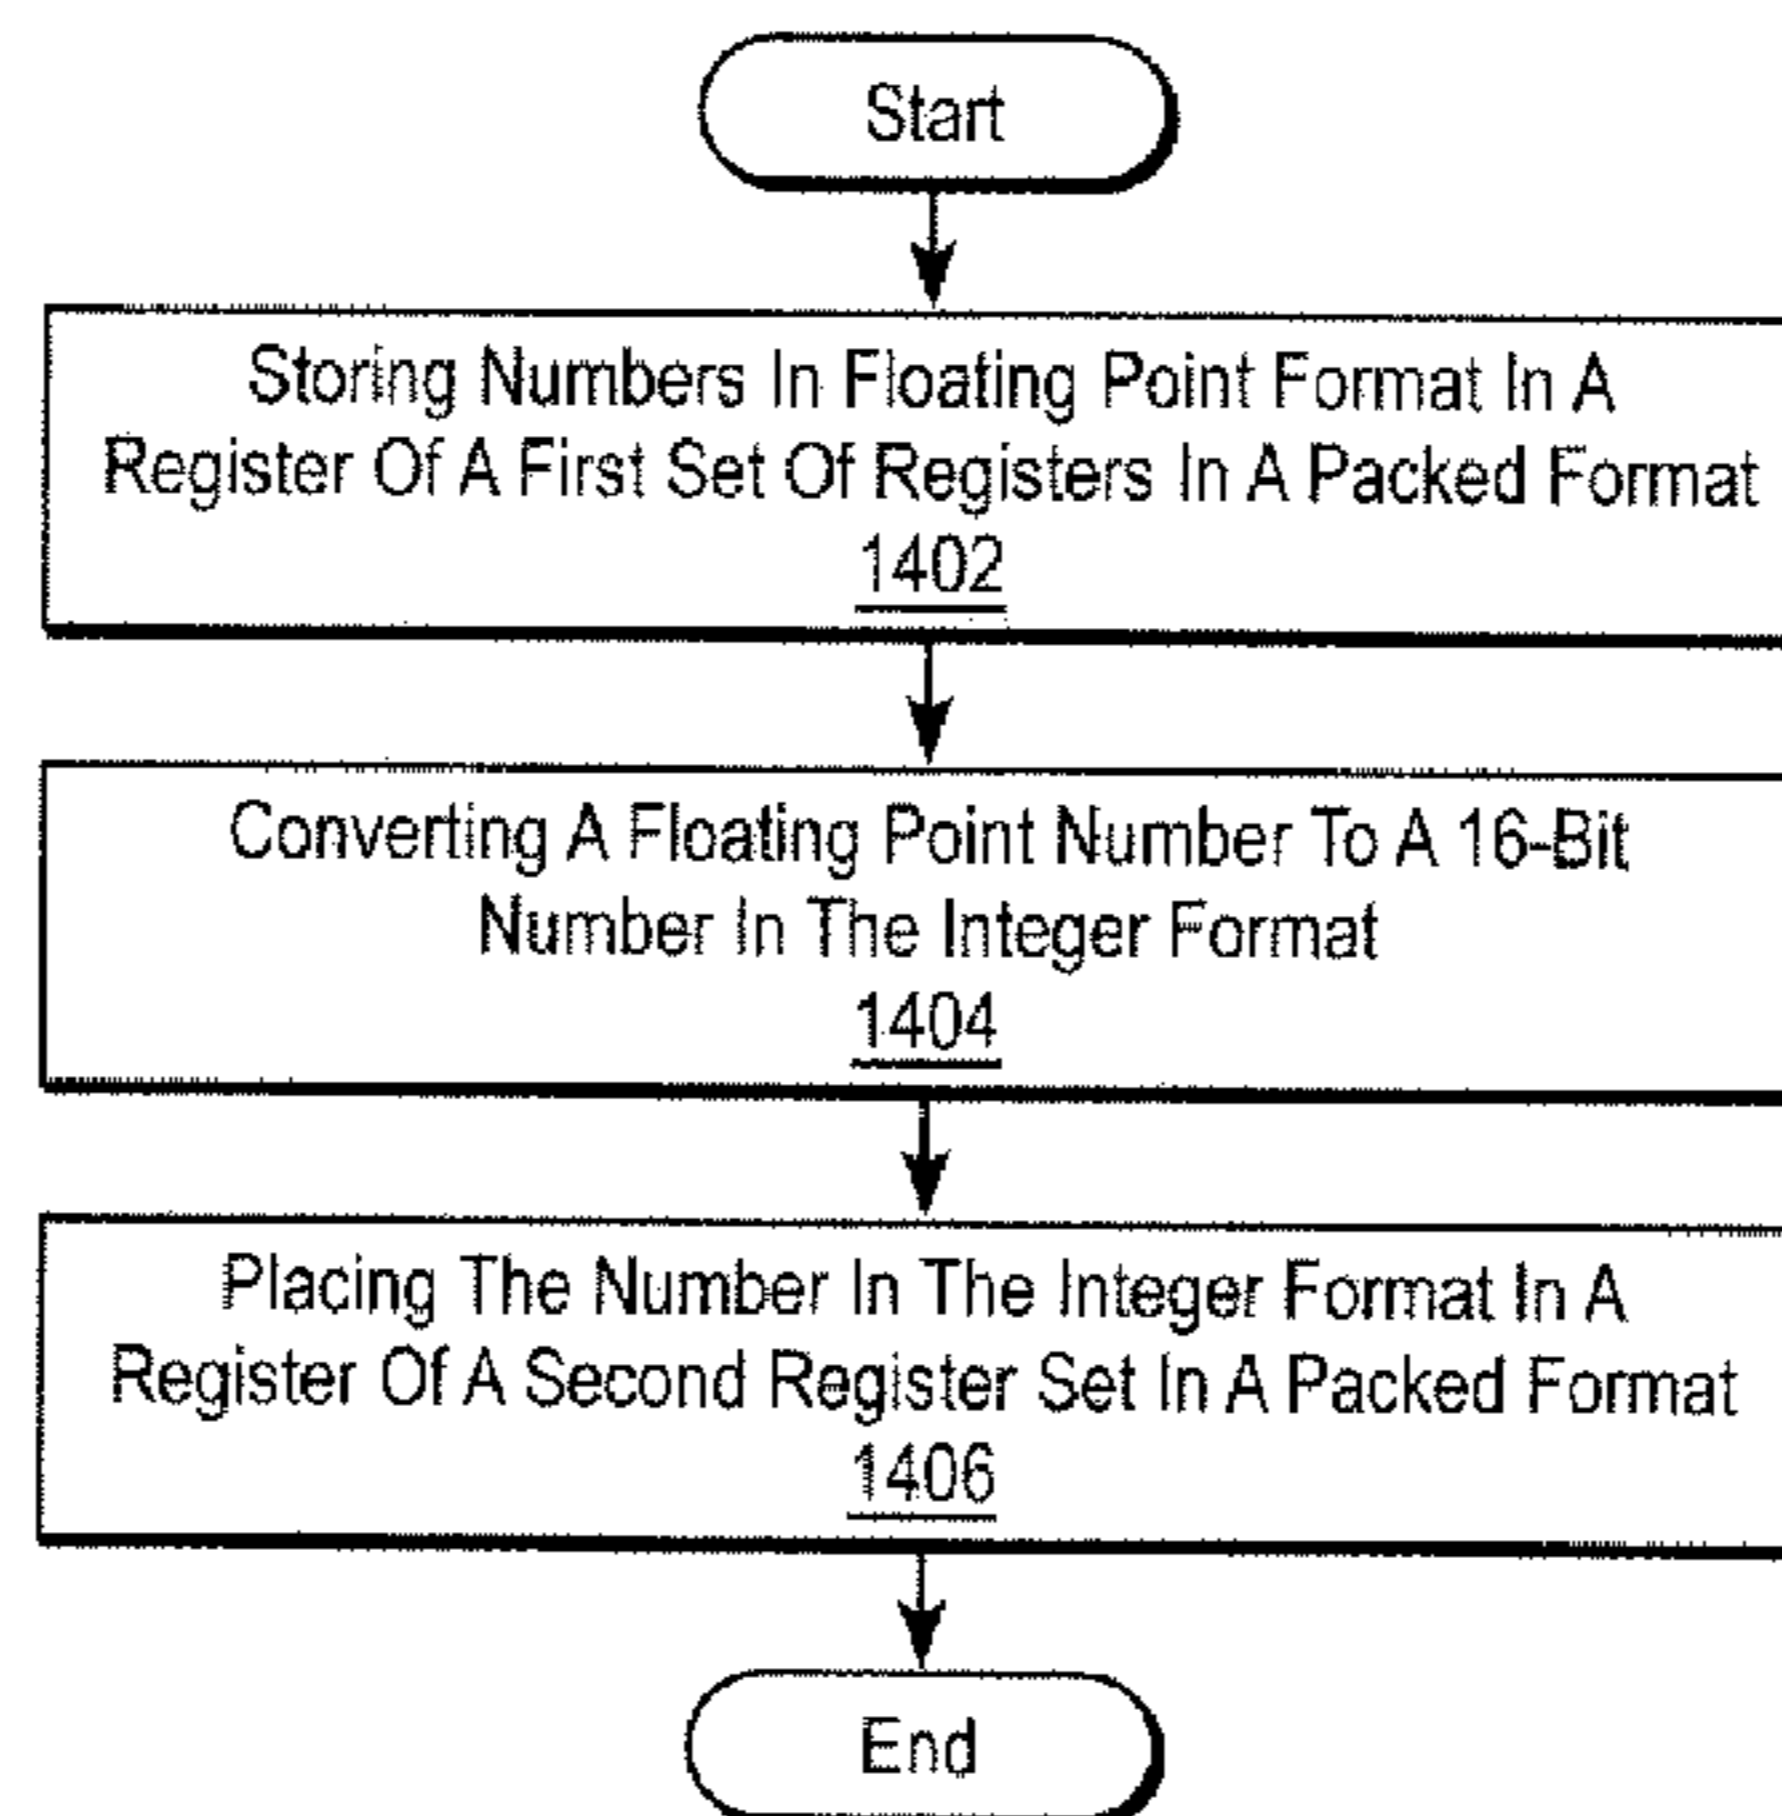 Start
Storing Numbers In Floating Point Format In A
Register Of A First Set Of Registers In A Packed Format
1402
Converting A Floating Point Number To A 16-Bit
Number In The Integer Format
1404
Placing The Number In The Integer Format In A
Register Of A Second Register Set In A Packed Format
1406
End